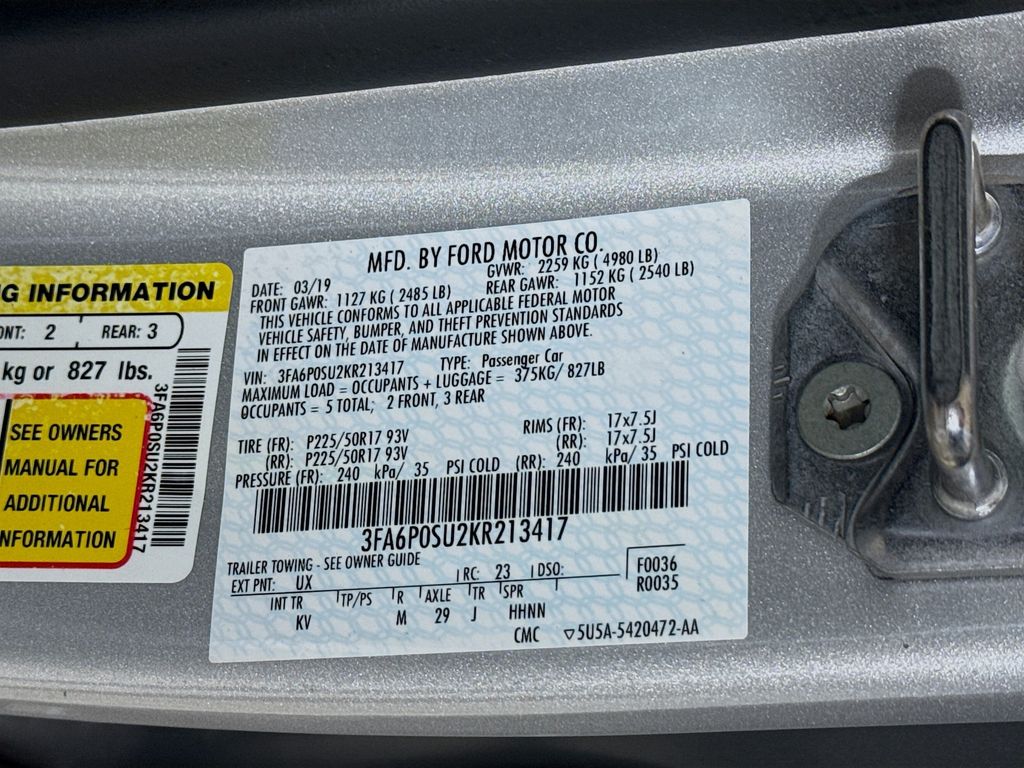 MFD. BY FORD MOTOR CO.
DATE: 03/19 GVWR: 2259 KG ( 4980 LB)
FRONT GAWR: 1127 KG ( 2485 LB) REAR GAWR: 1152 KG ( 2540 LB)
THIS VEHICLE CONFORMS TO ALL APPLICABLE FEDERAL MOTOR
VEHICLE SAFETY, BUMPER, AND THEFT PREVENTION STANDARDS
IN EFFECT ON THE DATE OF MANUFACTURE SHOWN ABOVE.
VIN: 3FA6P0SU2KR213417 TYPE: Passenger Car
MAXIMUM LOAD = OCCUPANTS + LUGGAGE = 375KG/ 827LB
OCCUPANTS = 5 TOTAL; 2 FRONT, 3 REAR
TIRE (FR): P225/50R17 93V RIMS (FR): 17x7.5J
(RR): P225/50R17 93V (RR): 17x7.5J
PRESSURE (FR): 240 kPa/ 35 PSI COLD (RR): 240 kPa/ 35 PSI COLD
3FA6P0SU2KR213417
TRAILER TOWING - SEE OWNER GUIDE
EXT PNT: UX RC: 23 DSO: F0036
R0035
INT TR TP/PS R AXLE TR SPR
KV M 29 J HHNN
CMC 5U5A-5420472-AA
NG INFORMATION
ONT: 2 REAR: 3
kg or 827 lbs.
SEE OWNERS
MANUAL FOR
ADDITIONAL
INFORMATION
3FA6P0SU2KR213417